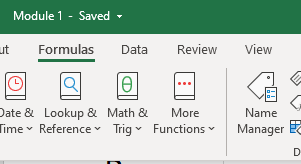 Module 1 - Saved
ut Formulas Data Review View
Date & Lookup & Math & More Name
Time Reference Trig Functions Manager
D